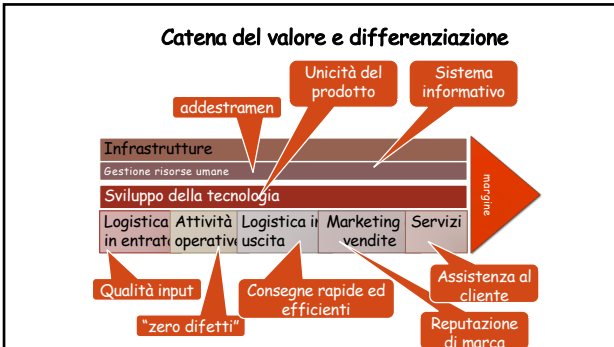 Catena del valore e differenziazione
Unicità del
prodotto
Sistema
informativo
addestramen
Infrastrutture
Gestione risorse umane
Sviluppo della tecnologia
margine
Logistica
in entrata
Attività
operative
Logistica in
uscita
Marketing
vendite
Servizi
Qualità input
"zero difetti"
Consegne rapide ed
efficienti
Assistenza al
cliente
Reputazione
di marca